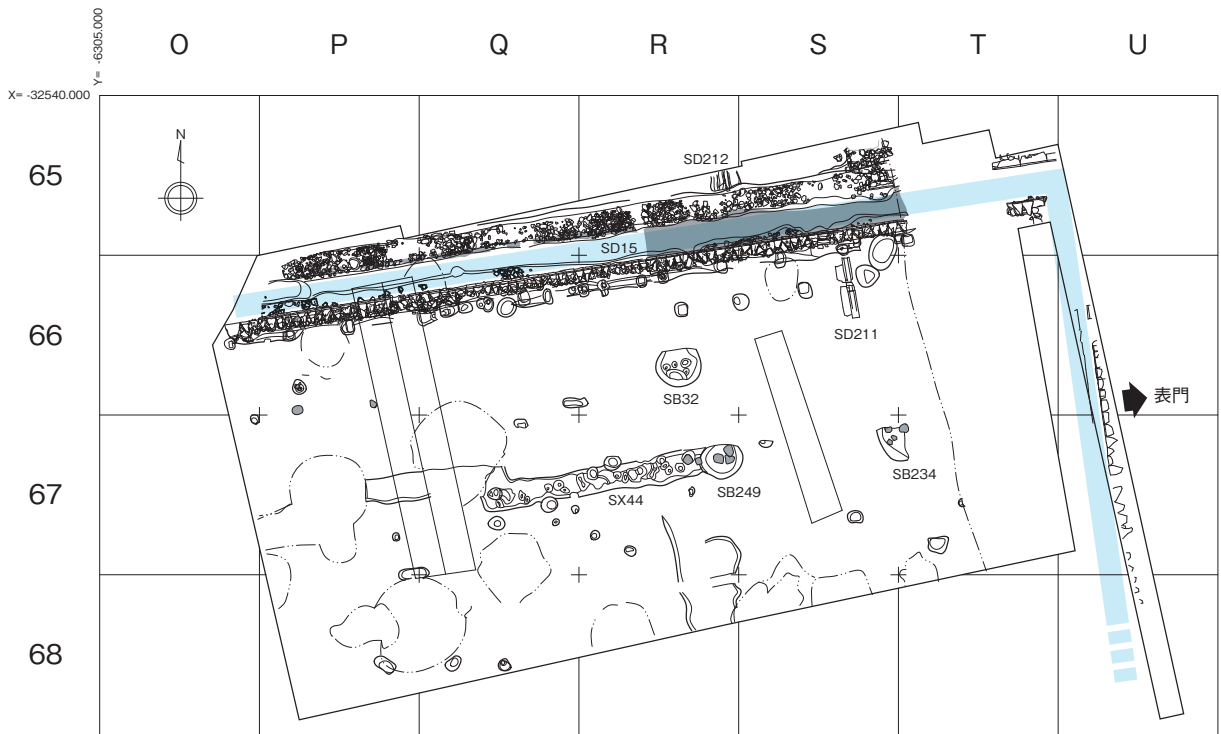 Y= -6305.000
O P Q R S T U
X= -32540.000
N
65
SD212
SD15
66
SD211
表門
SB32
SB234
67
SX44
SB249
68